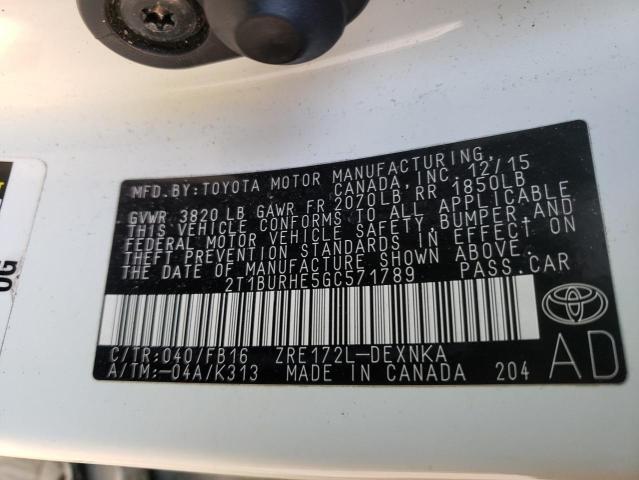 MFD. BY:TOYOTA MOTOR MANUFACTURING,
CANADA, INC. 12/15
GVWR 3820 LB GAWR FR 2070LB RR 1850LB
THIS VEHICLE CONFORMS TO ALL APPLICABLE
FEDERAL MOTOR VEHICLE SAFETY,BUMPER,AND
THEFT PREVENTION STANDARDS IN EFFECT ON
THE DATE OF MANUFACTURE SHOWN ABOVE.
2T1BURHE5GC571789 PASS.CAR
C/TR:040/FB16 ZRE172L-DEXNKA
A/TM:-04A/K313 MADE IN CANADA 204
AD